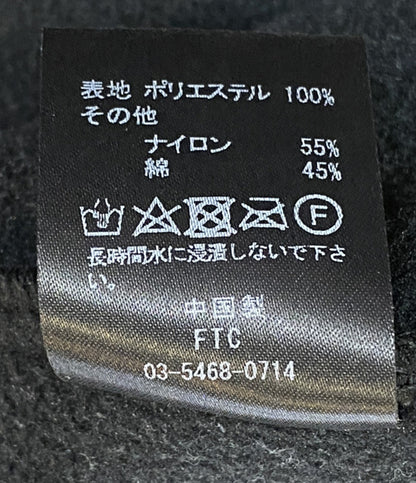 表地 ポリエステル 100%
その他
ナイロン 55%
綿 45%
F
長時間水に浸漬しないで下さ
い。
中国製
FTC
03-5468-0714